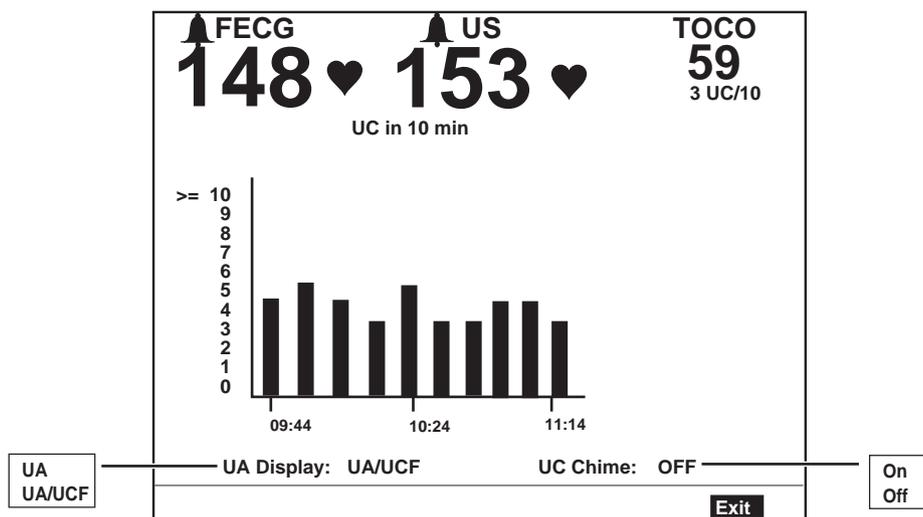 FECG US TOCO
148 153 59
3 UC/10
UC in 10 min
>= 10
9
8
7
6
5
4
3
2
1
0
09:44 10:24 11:14
UA Display: UA/UCF UC Chime: OFF
UA
UA/UCF
On
Off
Exit